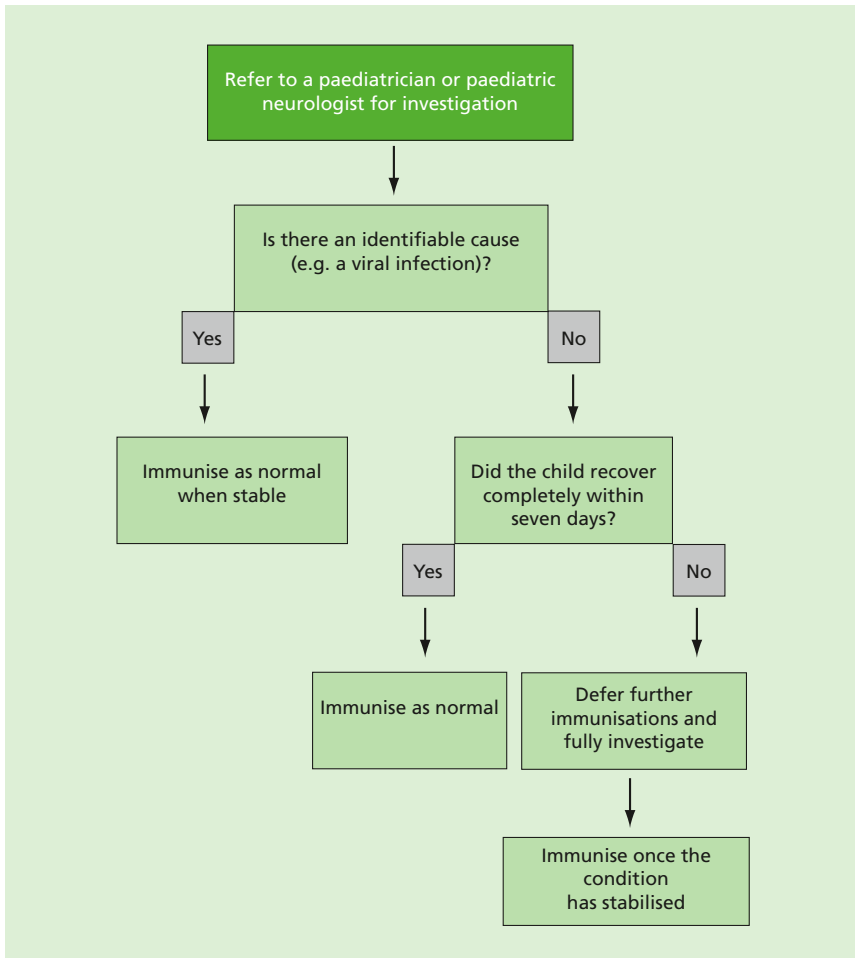 Refer to a paediatrician or paediatric
neurologist for investigation
Is there an identifiable cause
(e.g. a viral infection)?
Yes
No
Immunise as normal
when stable
Did the child recover
completely within
seven days?
Yes
No
Immunise as normal
Defer further
immunisations and
fully investigate
Immunise once the
condition
has stabilised